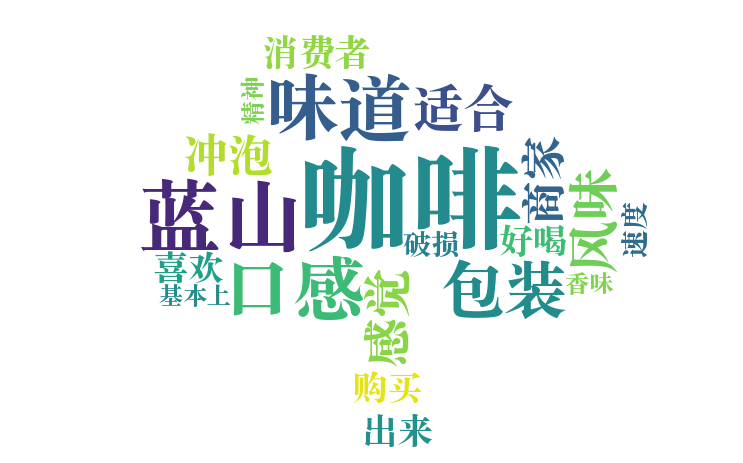 消费者
精神
味道
适合
冲泡
咖啡
商家
蓝山
风味
速度
破损
好喝
喜欢
口感
包装
香味
基本上
感觉
购买
出来